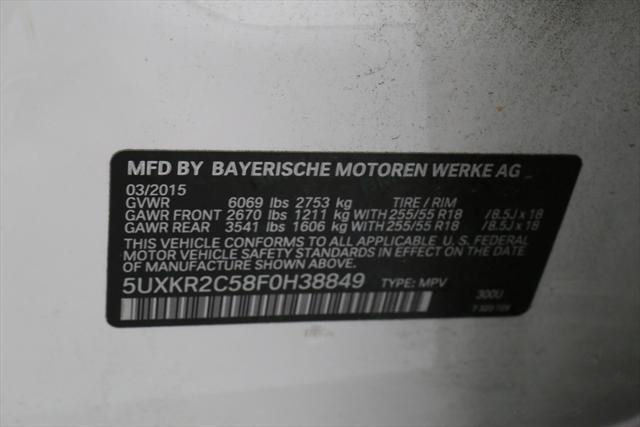 MFD BY BAYERISCHE MOTOREN WERKE AG
03/2015
GVWR 6069 lbs 2753 kg TIRE / RIM
GAWR FRONT 2670 lbs 1211 kg WITH 255/55 R18 /8.5J x 18
GAWR REAR 3541 lbs 1606 kg WITH 255/55 R18 /8.5J x 18
THIS VEHICLE CONFORMS TO ALL APPLICABLE U. S. FEDERAL
MOTOR VEHICLE SAFETY STANDARDS IN EFFECT ON THE DATE
OF MANUFACTURE SHOWN ABOVE.
5UXKR2C58F0H38849 TYPE: MPV
300U